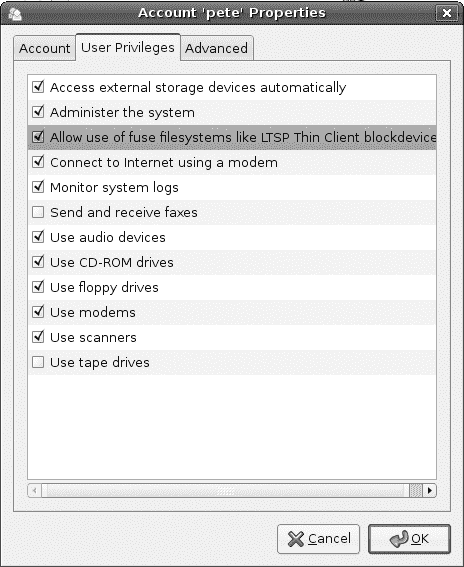 Account 'pete' Properties
Account User Privileges Advanced
Access external storage devices automatically
Administer the system
Allow use of fuse filesystems like LTSP Thin Client blockdevice
Connect to Internet using a modem
Monitor system logs
Send and receive faxes
Use audio devices
Use CD-ROM drives
Use floppy drives
Use modems
Use scanners
Use tape drives
Cancel OK